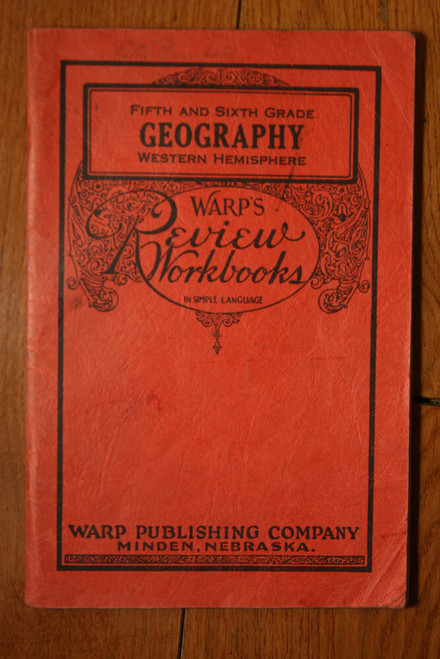 FIFTH AND SIXTH GRADE
GEOGRAPHY
WESTERN HEMISPHERE
WARP'S
Review
Workbooks
IN SIMPLE LANGUAGE
WARP PUBLISHING COMPANY
MINDEN, NEBRASKA.